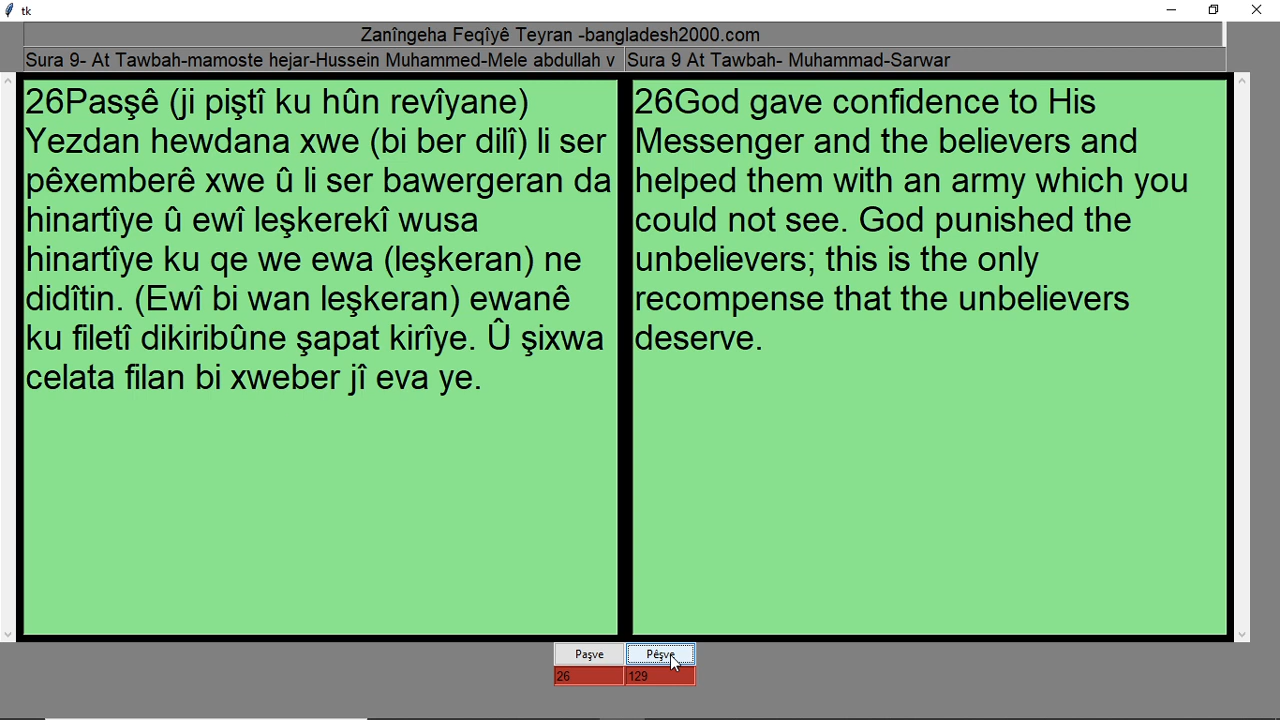 tk
Zanîngeha Feqîyê Teyran -bangladesh2000.com
Sura 9- At Tawbah-mamoste hejar-Hussein Muhammed-Mele abdullah v
Sura 9 At Tawbah- Muhammad-Sarwar
26Passşê (ji piştî ku hûn revîyane)
Yezdan hewdana xwe (bi ber dilî) li ser
pêxemberê xwe û li ser bawergeran da
hinartîye û ewî leşkerekî wusa
hinartîye ku qe we ewa (leşkeran) ne
didîtin. (Ewî bi wan leşkeran) ewanê
ku filetî dikiribûne şapat kirîye. Û şixwa
celata filan bi xweber jî eva ye.
26God gave confidence to His
Messenger and the believers and
helped them with an army which you
could not see. God punished the
unbelievers; this is the only
recompense that the unbelievers
deserve.
Paşve
Pêşve
26
129